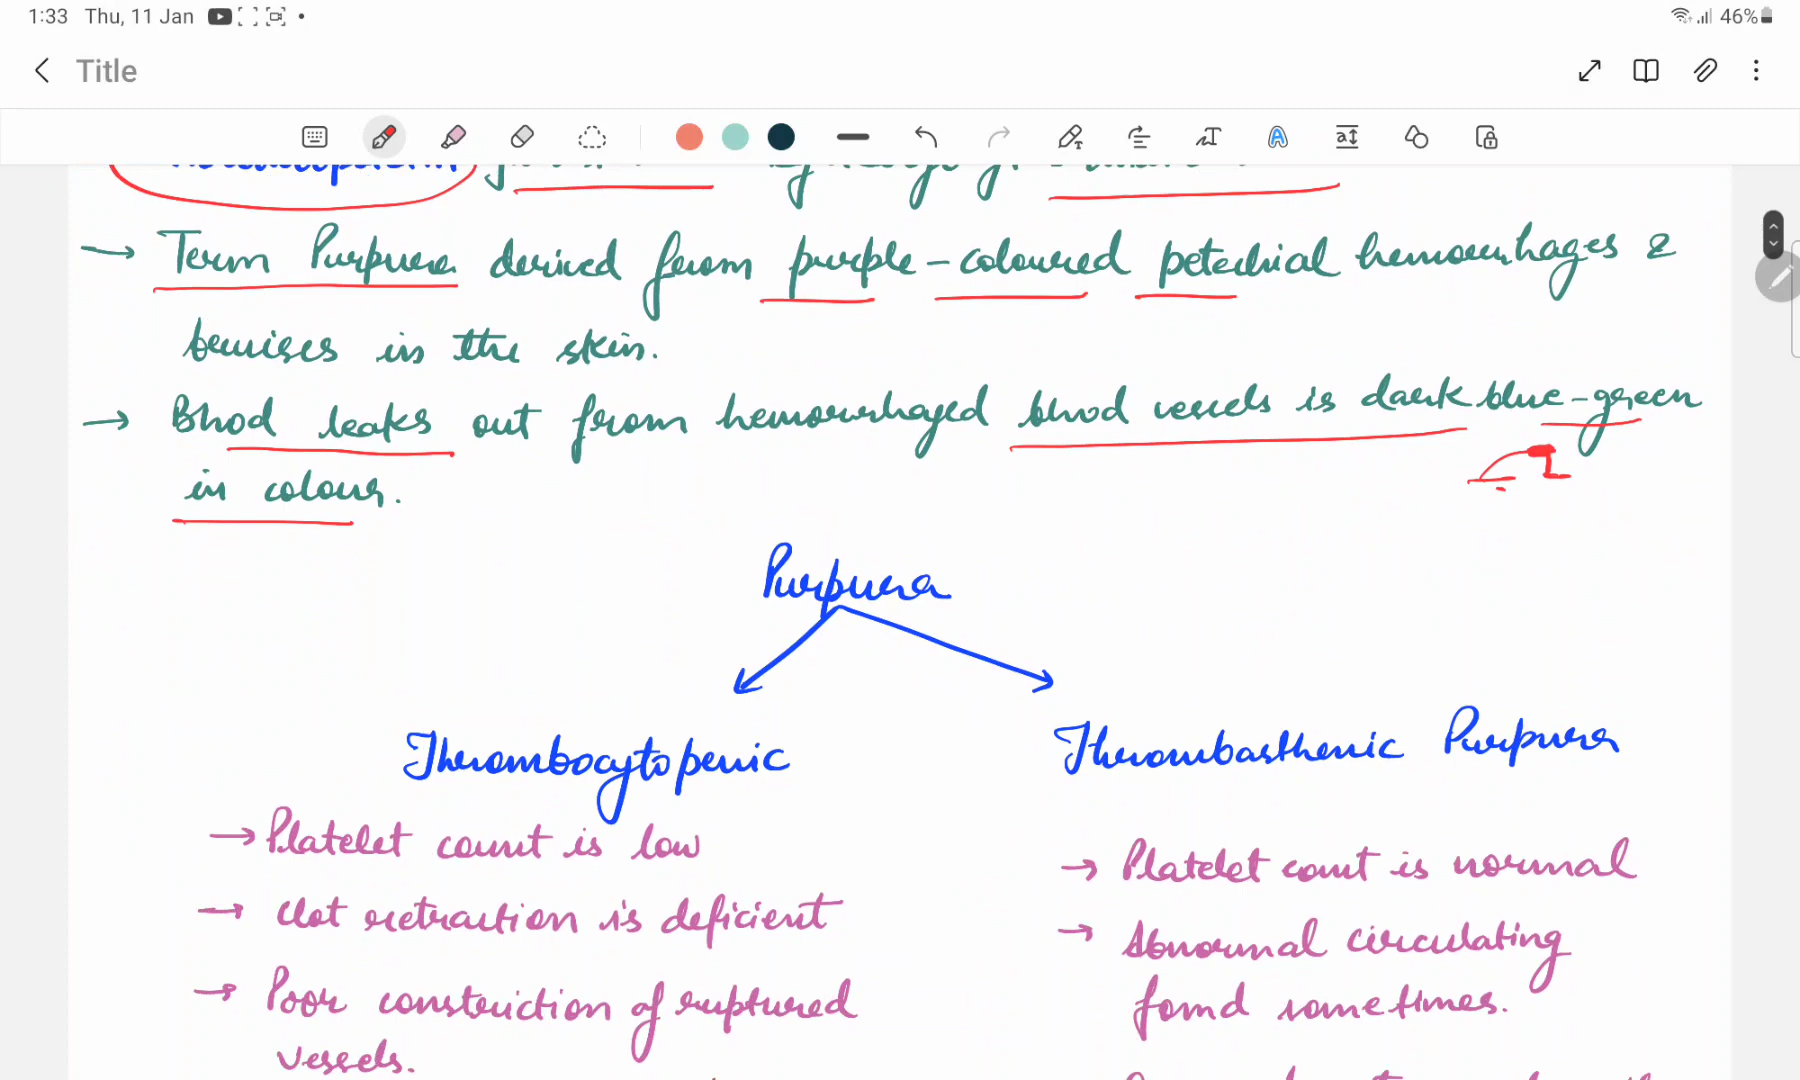 1:33 Thu, 11 Jan
46%
Title
→ Term Purpura derived from purple-coloured petechial hemorrhages &
bruises in the skin.
→ Blood leaks out from hemorrhaged blood vessels is dark blue-green
in colour.
Purpura
Thrombocytopenic
Thrombasthenic Purpura
→ Platelet count is low
→ Clot retraction is deficient
→ Poor constriction of ruptured
vessels.
→ Platelet count is normal
→ Abnormal circulating
found sometimes.